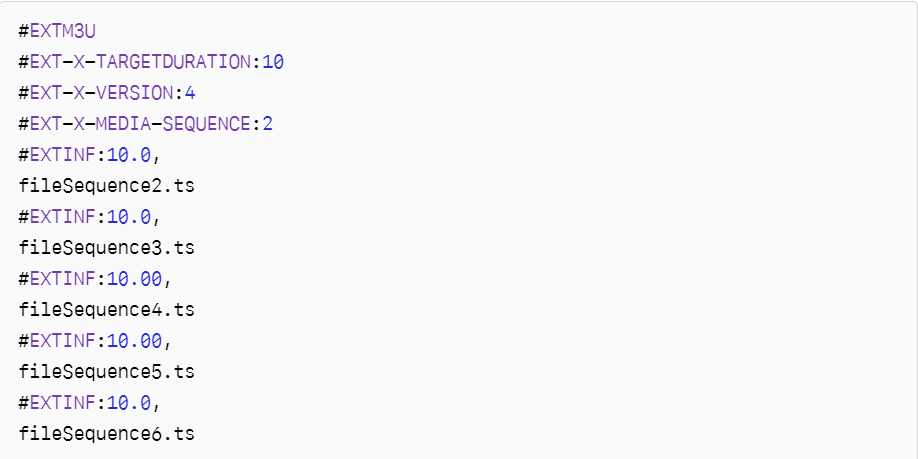 #EXTM3U
#EXT-X-TARGETDURATION:10
#EXT-X-VERSION:4
#EXT-X-MEDIA-SEQUENCE:2
#EXTINF:10.0,
fileSequence2.ts
#EXTINF:10.0,
fileSequence3.ts
#EXTINF:10.00,
fileSequence4.ts
#EXTINF:10.00,
fileSequence5.ts
#EXTINF:10.0,
fileSequence6.ts